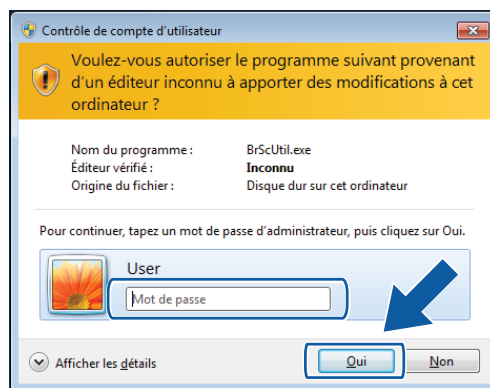 Contrôle de compte d'utilisateur
Voulez-vous autoriser le programme suivant provenant
d'un éditeur inconnu à apporter des modifications à cet
ordinateur ?
Nom du programme : BrScUtil.exe
Éditeur vérifié : Inconnu
Origine du fichier : Disque dur sur cet ordinateur
Pour continuer, tapez un mot de passe d'administrateur, puis cliquez sur Oui.
User
Mot de passe
Afficher les détails Oui Non